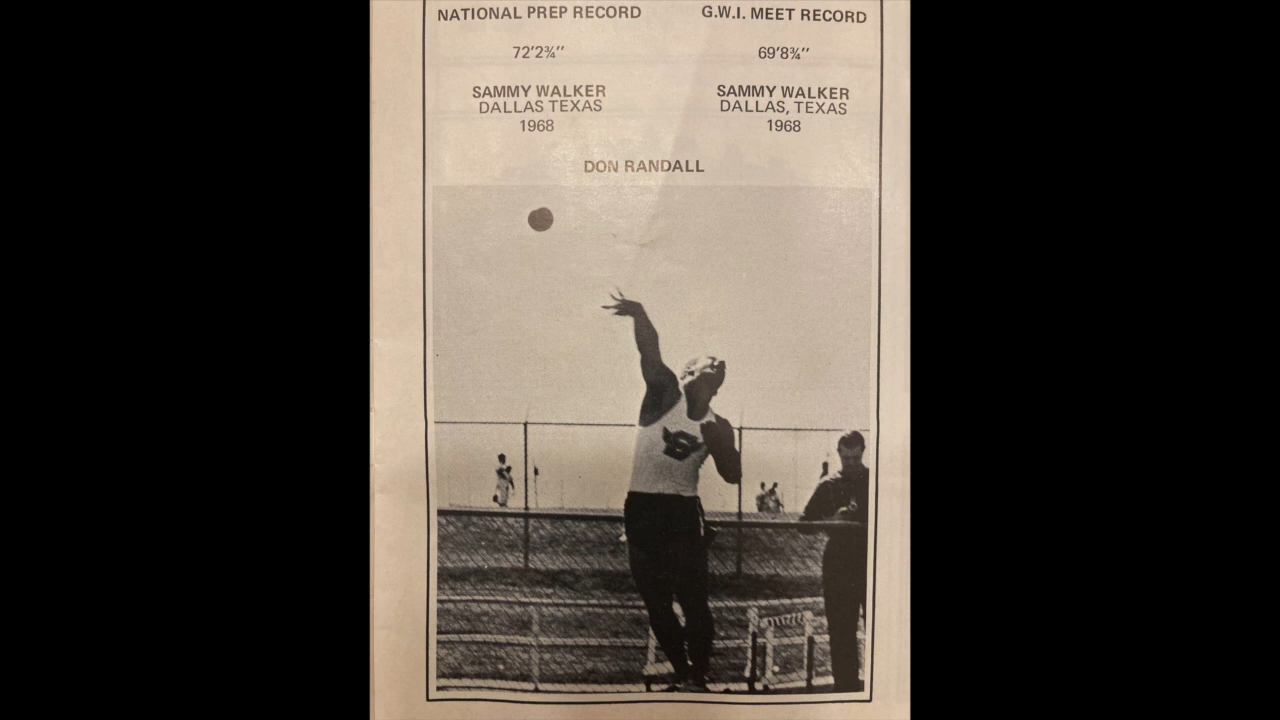 NATIONAL PREP RECORD
G.W.I. MEET RECORD
72'2¾"
69'8¾"
SAMMY WALKER
DALLAS TEXAS
1968
SAMMY WALKER
DALLAS, TEXAS
1968
DON RANDALL